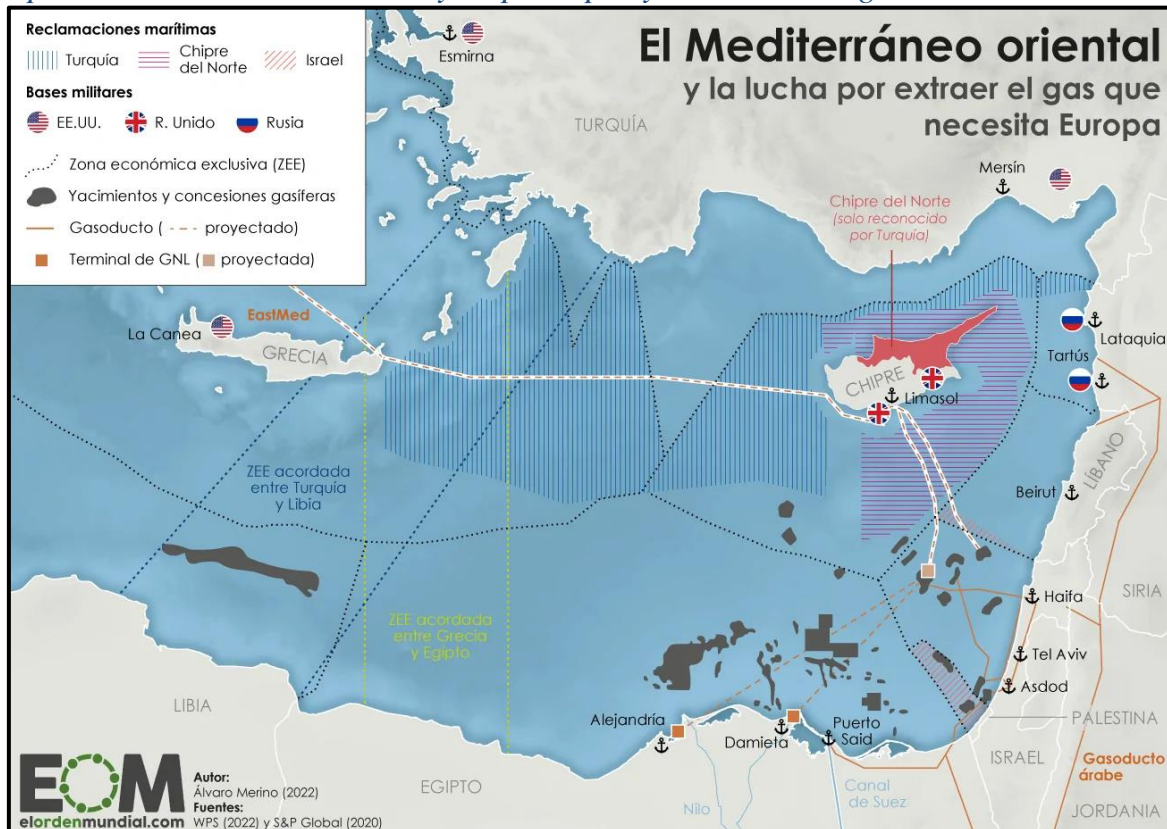 Reclamaciones marítimas
Turquía
Chipre
del Norte
Israel
Bases militares
EE.UU.
R. Unido
Rusia
Zona económica exclusiva (ZEE)
Yacimientos y concesiones gasíferas
Gasoducto ( proyectado)
Terminal de GNL ( proyectada)
El Mediterráneo oriental
y la lucha por extraer el gas que
necesita Europa
Esmirna
TURQUÍA
Mersín
Chipre del Norte
(solo reconocido
por Turquía)
EastMed
La Canea
GRECIA
CHIPRE
Limasol
Lataquia
Tartús
LÍBANO
Beirut
ZEE acordada
entre Turquía
y Libia
ZEE acordada
entre Grecia
y Egipto
Haifa
SIRIA
Tel Aviv
Asdod
LIBIA
Alejandría
Damieta
Puerto
Said
PALESTINA
ISRAEL
Gasoducto
árabe
JORDANIA
EGIPTO
Nilo
Canal
de Suez
EOM
elordenmundial.com
Autor:
Álvaro Merino (2022)
Fuentes:
WPS (2022) y S&P Global (2020)